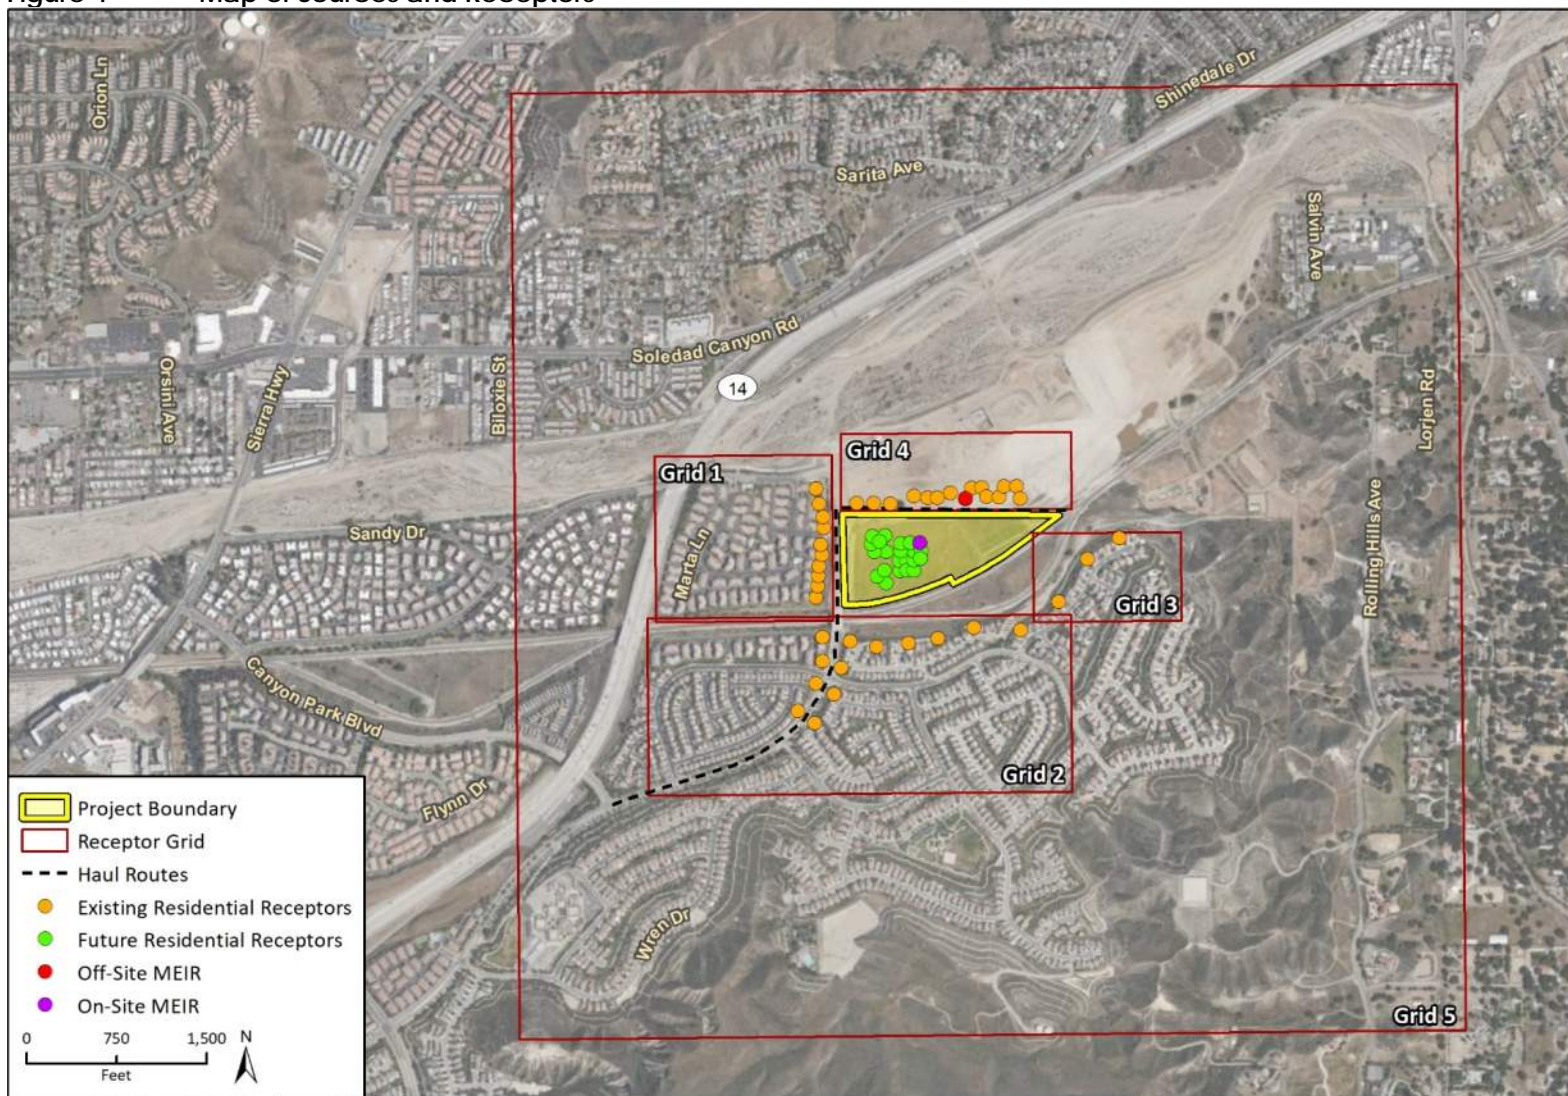 Figure 4 Map of Sources and Receptors
Orion Ln
Shinedale Dr
Sarita Ave
Salvin Ave
Soledad Canyon Rd
14
Orsini Ave
Sierra Hwy
Biloxie St
Lorjen Rd
Grid 4
Grid 1
Sandy Dr
Marta Ln
Rolling Hills Ave
Grid 3
Canyon Park Blvd
Grid 2
Flynn Dr
Wren Dr
Grid 5
Project Boundary
Receptor Grid
Haul Routes
Existing Residential Receptors
Future Residential Receptors
Off-Site MEIR
On-Site MEIR
0 750 1,500 N
Feet